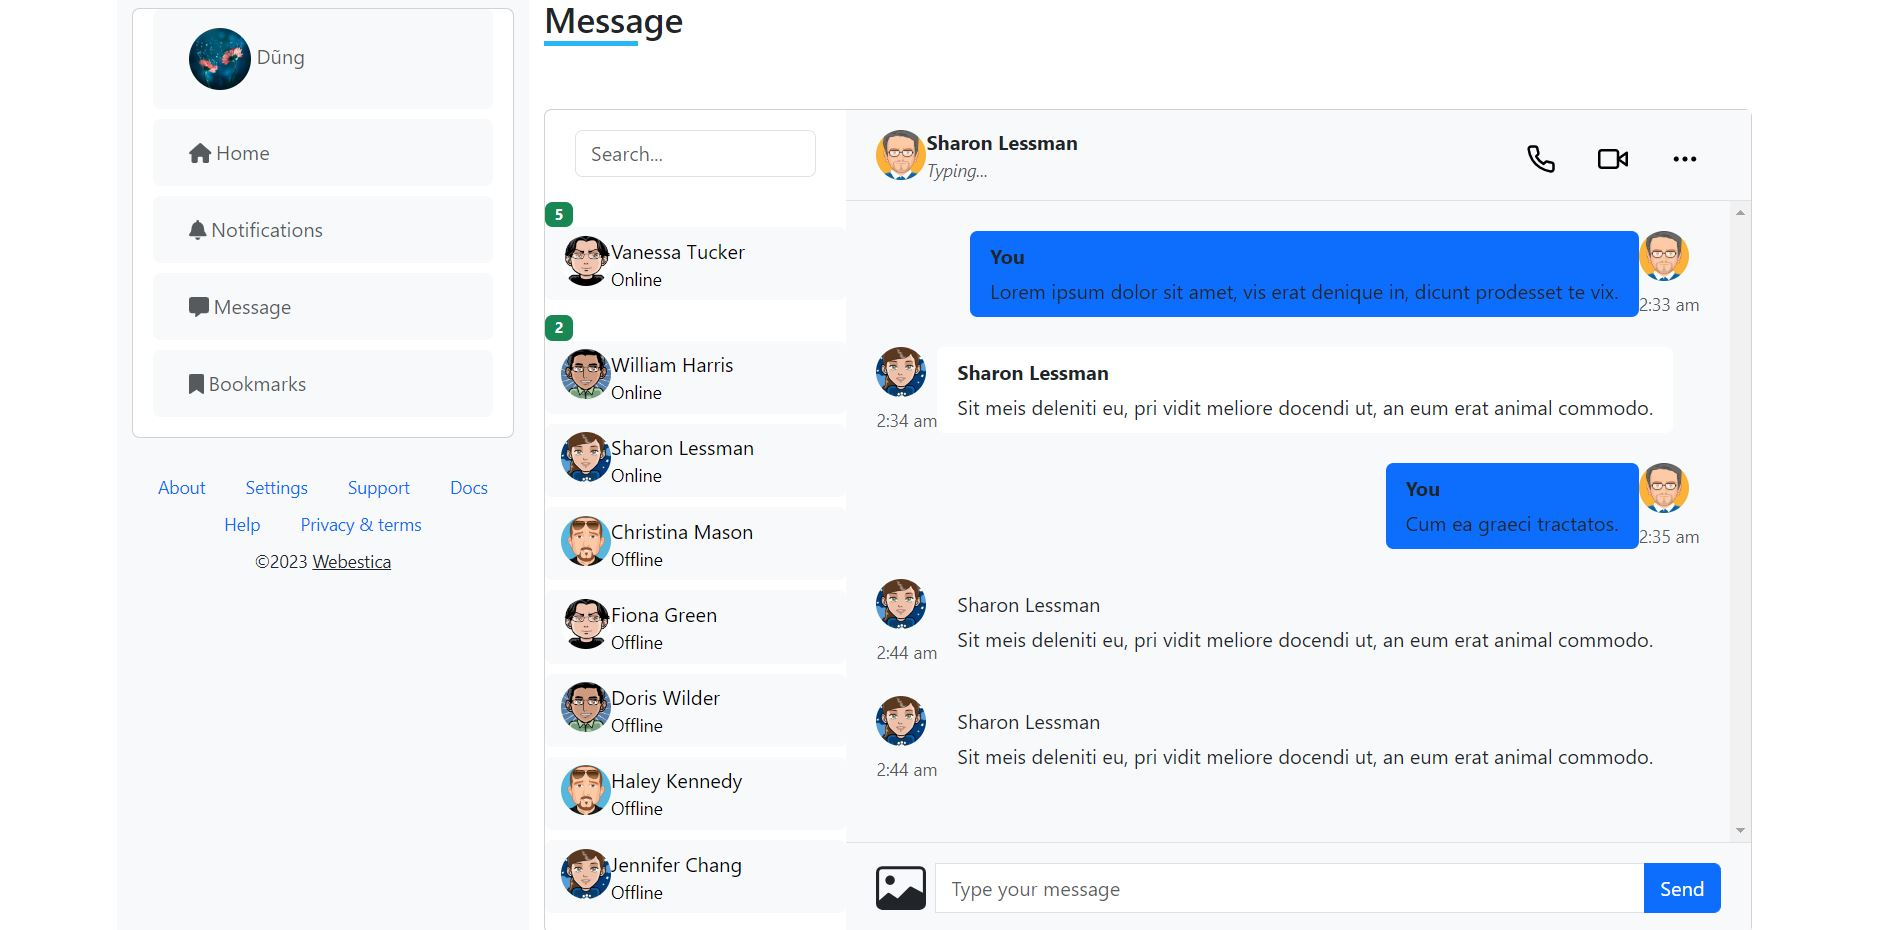 Dũng
Home
Notifications
Message
Bookmarks
About Settings Support Docs
Help Privacy & terms
©2023 Webestica
Message
Search...
5
Vanessa Tucker
Online
2
William Harris
Online
Sharon Lessman
Online
Christina Mason
Offline
Fiona Green
Offline
Doris Wilder
Offline
Haley Kennedy
Offline
Jennifer Chang
Offline
Sharon Lessman
Typing...
You
Lorem ipsum dolor sit amet, vis erat denique in, dicunt prodesset te vix.
2:33 am
Sharon Lessman
Sit meis deleniti eu, pri vidit meliore docendi ut, an eum erat animal commodo.
2:34 am
You
Cum ea graeci tractatos.
2:35 am
Sharon Lessman
Sit meis deleniti eu, pri vidit meliore docendi ut, an eum erat animal commodo.
2:44 am
Sharon Lessman
Sit meis deleniti eu, pri vidit meliore docendi ut, an eum erat animal commodo.
2:44 am
Type your message
Send